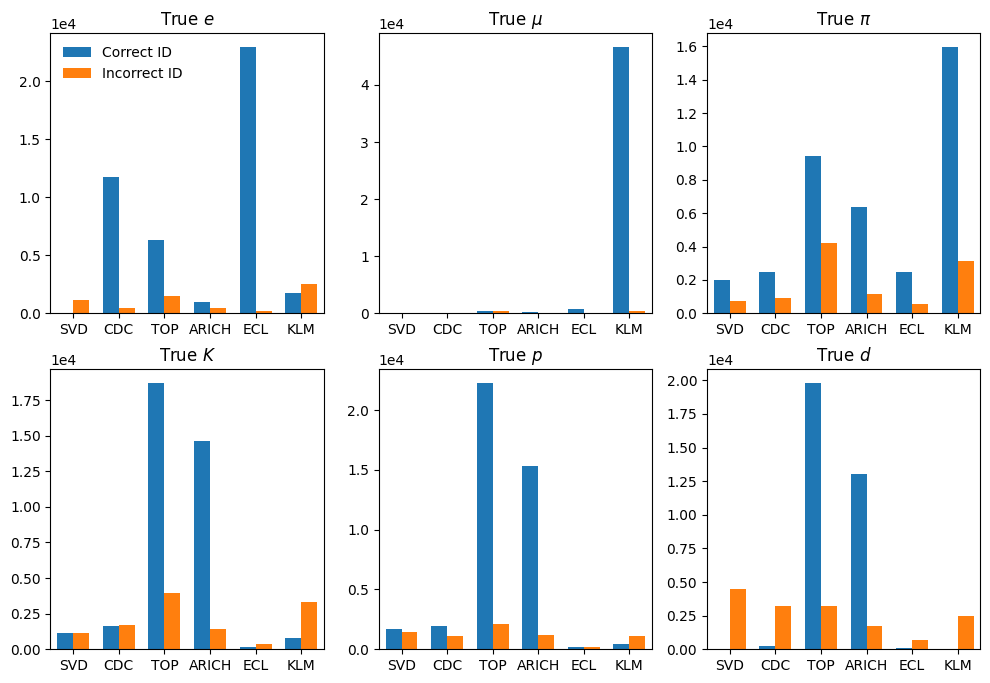 True e
1e4
Correct ID
Incorrect ID
2.0
1.5
1.0
0.5
0.0
SVD CDC TOP ARICH ECL KLM
True μ
1e4
4
3
2
1
0
SVD CDC TOP ARICH ECL KLM
True π
1e4
1.6
1.4
1.2
1.0
0.8
0.6
0.4
0.2
0.0
SVD CDC TOP ARICH ECL KLM
True K
1e4
1.75
1.50
1.25
1.00
0.75
0.50
0.25
0.00
SVD CDC TOP ARICH ECL KLM
True p
1e4
2.0
1.5
1.0
0.5
0.0
SVD CDC TOP ARICH ECL KLM
True d
1e4
2.00
1.75
1.50
1.25
1.00
0.75
0.50
0.25
0.00
SVD CDC TOP ARICH ECL KLM